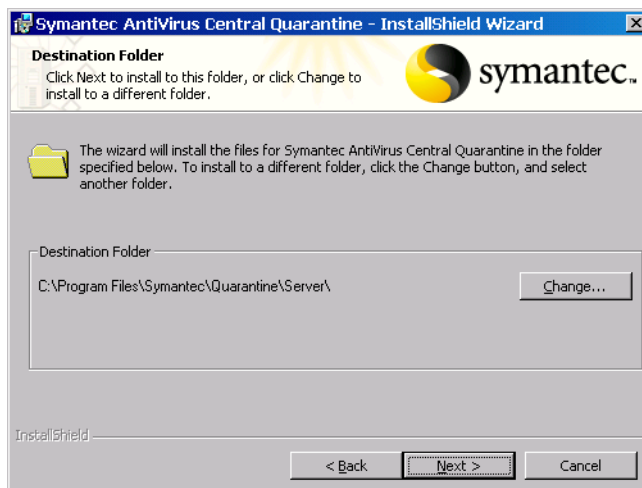 Symantec AntiVirus Central Quarantine - InstallShield Wizard
Destination Folder
Click Next to install to this folder, or click Change to
install to a different folder.
symantec™
The wizard will install the files for Symantec AntiVirus Central Quarantine in the folder
specified below. To install to a different folder, click the Change button, and select
another folder.
Destination Folder
C:\Program Files\Symantec\Quarantine\Server\
Change...
InstallShield
< Back
Next >
Cancel